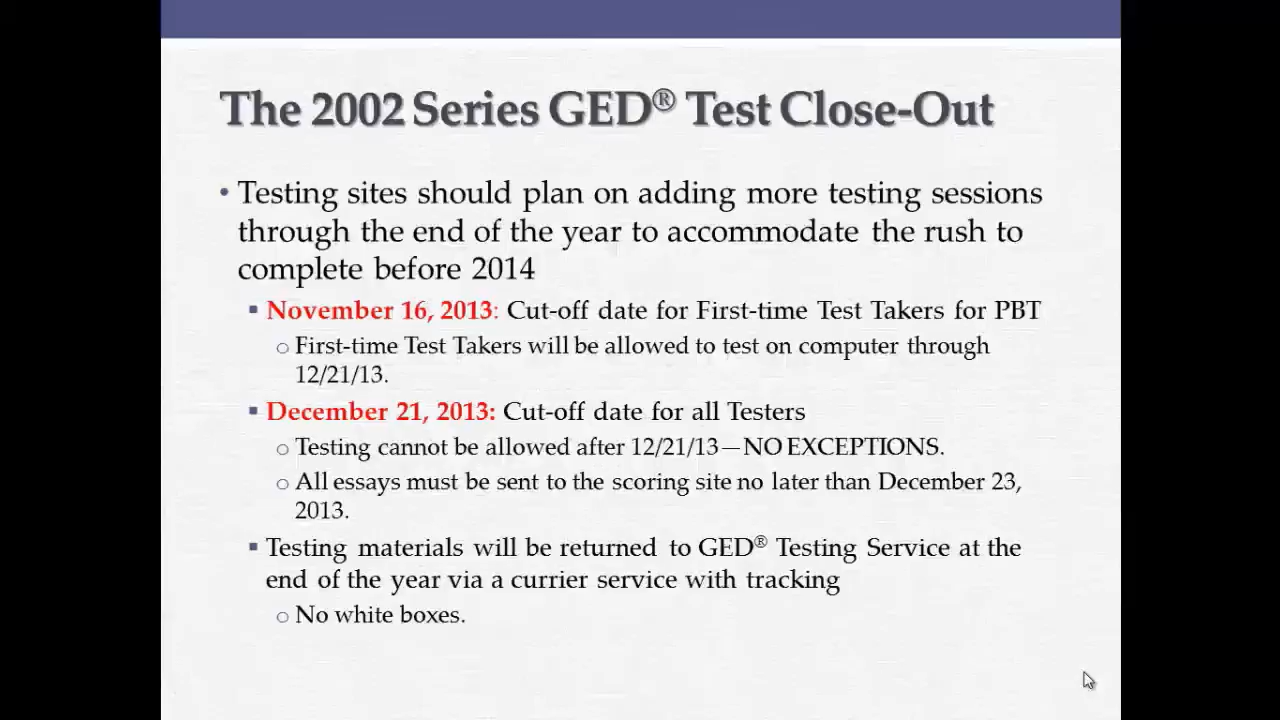 The 2002 Series GED® Test Close-Out
• Testing sites should plan on adding more testing sessions
through the end of the year to accommodate the rush to
complete before 2014
▪ November 16, 2013: Cut-off date for First-time Test Takers for PBT
○ First-time Test Takers will be allowed to test on computer through
12/21/13.
▪ December 21, 2013: Cut-off date for all Testers
○ Testing cannot be allowed after 12/21/13—NO EXCEPTIONS.
○ All essays must be sent to the scoring site no later than December 23,
2013.
▪ Testing materials will be returned to GED® Testing Service at the
end of the year via a currier service with tracking
○ No white boxes.